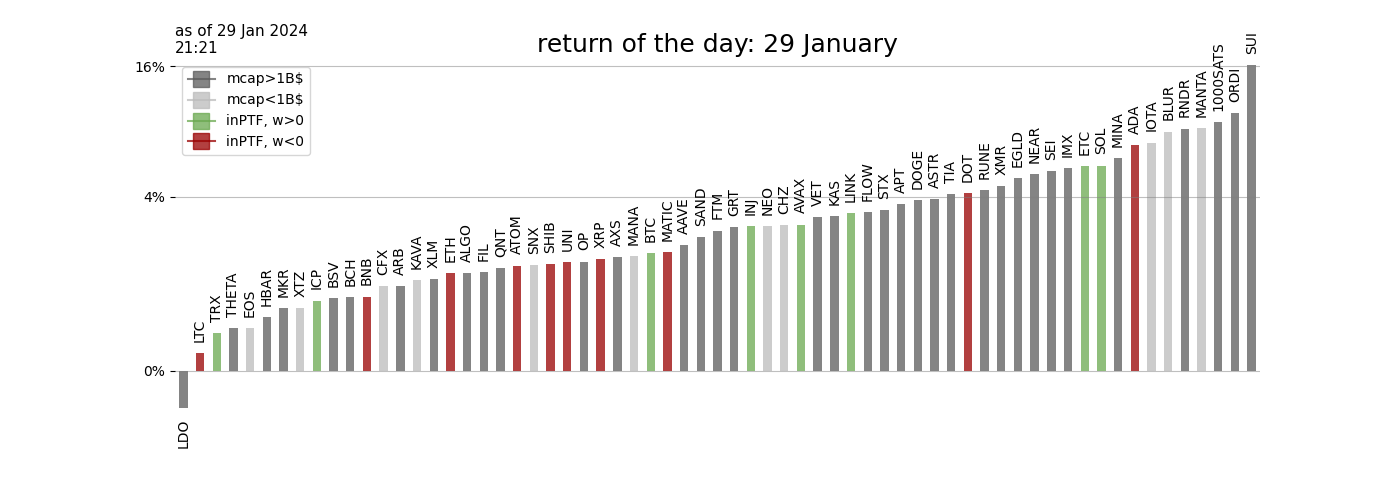 as of 29 Jan 2024
21:21
return of the day: 29 January
16%
4%
0%
mcap>1B$
mcap<1B$
inPTF, w>0
inPTF, w<0
LDO
LTC
TRX
THETA
EOS
HBAR
MKR
XTZ
ICP
BSV
BCH
BNB
CFX
ARB
KAVA
XLM
ETH
ALGO
FIL
QNT
ATOM
SNX
SHIB
UNI
OP
XRP
AXS
MANA
BTC
MATIC
AAVE
SAND
FTM
GRT
INJ
NEO
CHZ
AVAX
VET
KAS
LINK
FLOW
STX
APT
DOGE
ASTR
TIA
DOT
RUNE
XMR
EGLD
NEAR
SEI
IMX
ETC
SOL
MINA
ADA
IOTA
BLUR
RNDR
MANTA
1000SATS
ORDI
SUI